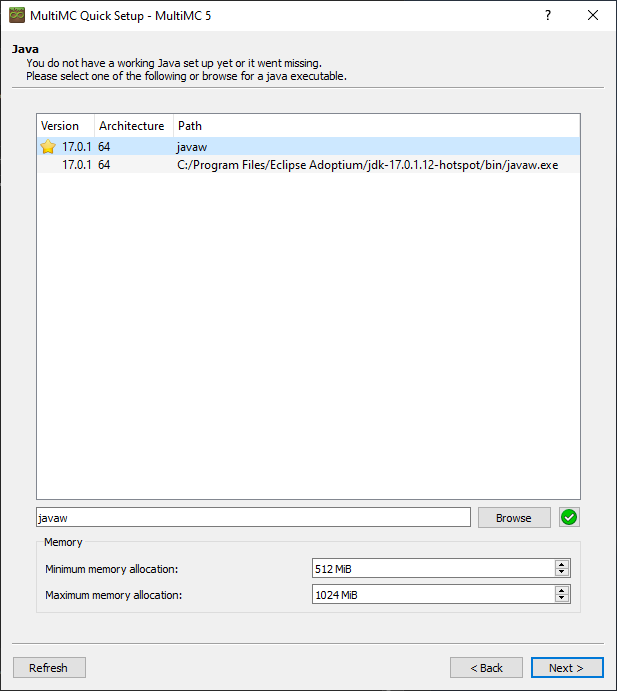 MultiMC Quick Setup - MultiMC 5
?
Java
You do not have a working Java set up yet or it went missing.
Please select one of the following or browse for a java executable.
Version Architecture Path
17.0.1 64 javaw
17.0.1 64 C:/Program Files/Eclipse Adoptium/jdk-17.0.1.12-hotspot/bin/javaw.exe
javaw Browse
Memory
Minimum memory allocation: 512 MiB
Maximum memory allocation: 1024 MiB
Refresh < Back Next >